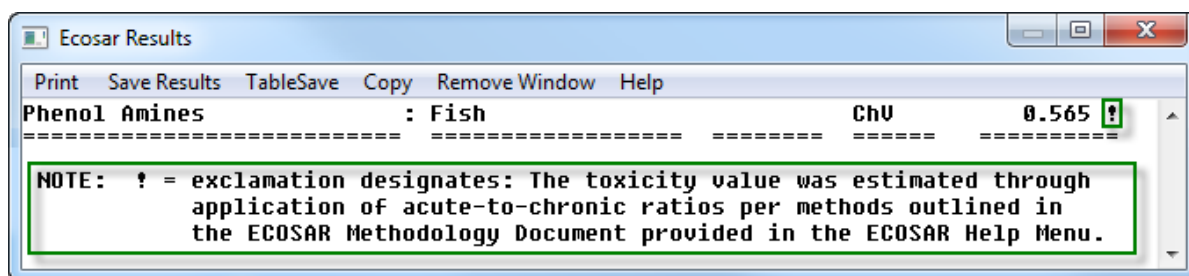 Ecosar Results
Print Save Results TableSave Copy Remove Window Help
Phenol Amines : Fish ChV 0.565 !
============================ ================== ======== ====== ==========
NOTE: ! = exclamation designates: The toxicity value was estimated through
application of acute-to-chronic ratios per methods outlined in
the ECOSAR Methodology Document provided in the ECOSAR Help Menu.